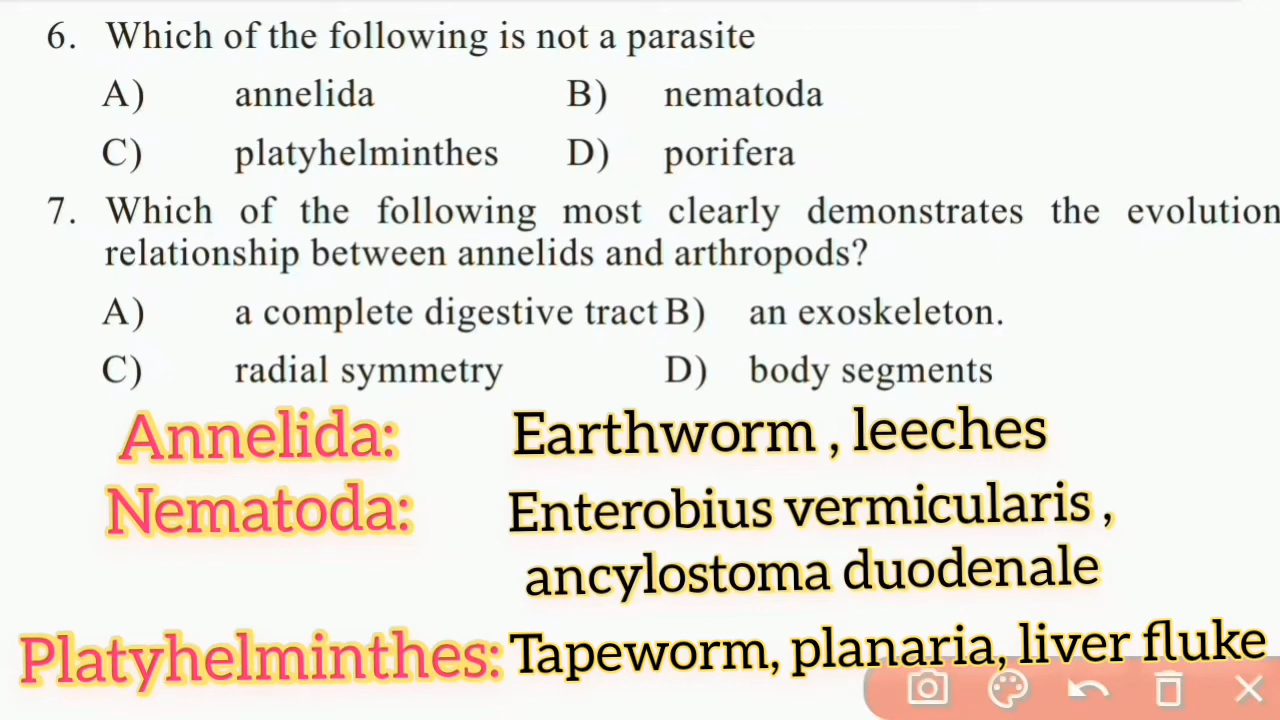 6. Which of the following is not a parasite
A) annelida B) nematoda
C) platyhelminthes D) porifera
7. Which of the following most clearly demonstrates the evolution
relationship between annelids and arthropods?
A) a complete digestive tract B) an exoskeleton.
C) radial symmetry D) body segments
Annelida: Earthworm , leeches
Nematoda: Enterobius vermicularis ,
ancylostoma duodenale
Platyhelminthes: Tapeworm, planaria, liver fluke